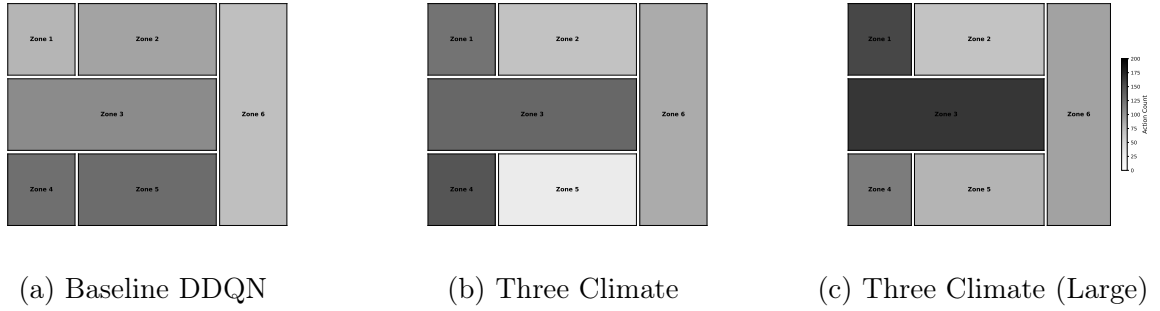 Zone 1
Zone 2
Zone 3
Zone 4
Zone 5
Zone 6
Zone 1
Zone 2
Zone 3
Zone 4
Zone 5
Zone 6
Zone 1
Zone 2
Zone 3
Zone 4
Zone 5
Zone 6
200
175
150
125
100
75
50
25
0
Action Count
(a) Baseline DDQN
(b) Three Climate
(c) Three Climate (Large)